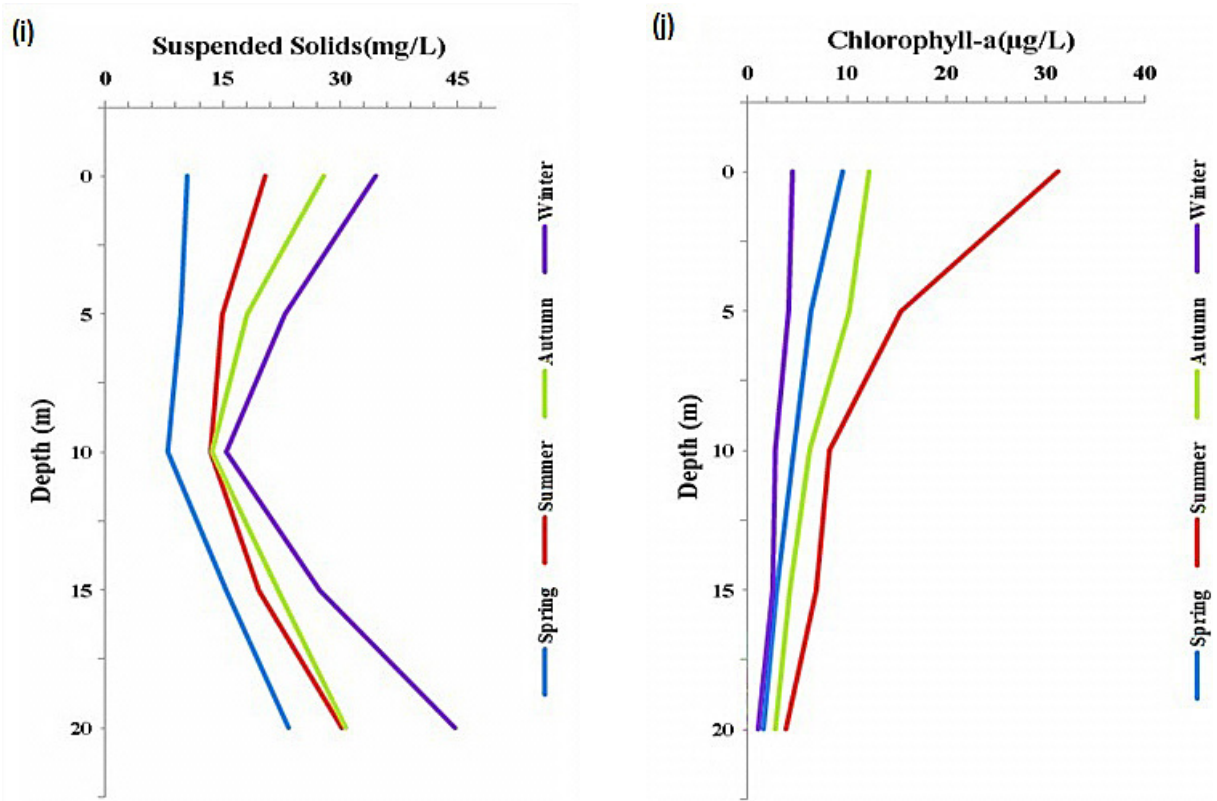 (i)
Suspended Solids(mg/L)
0 15 30 45
0
5
10
15
20
Depth (m)
Winter
Autumn
Summer
Spring
(j)
Chlorophyll-a(µg/L)
0 10 20 30 40
0
5
10
15
20
Depth (m)
Winter
Autumn
Summer
Spring